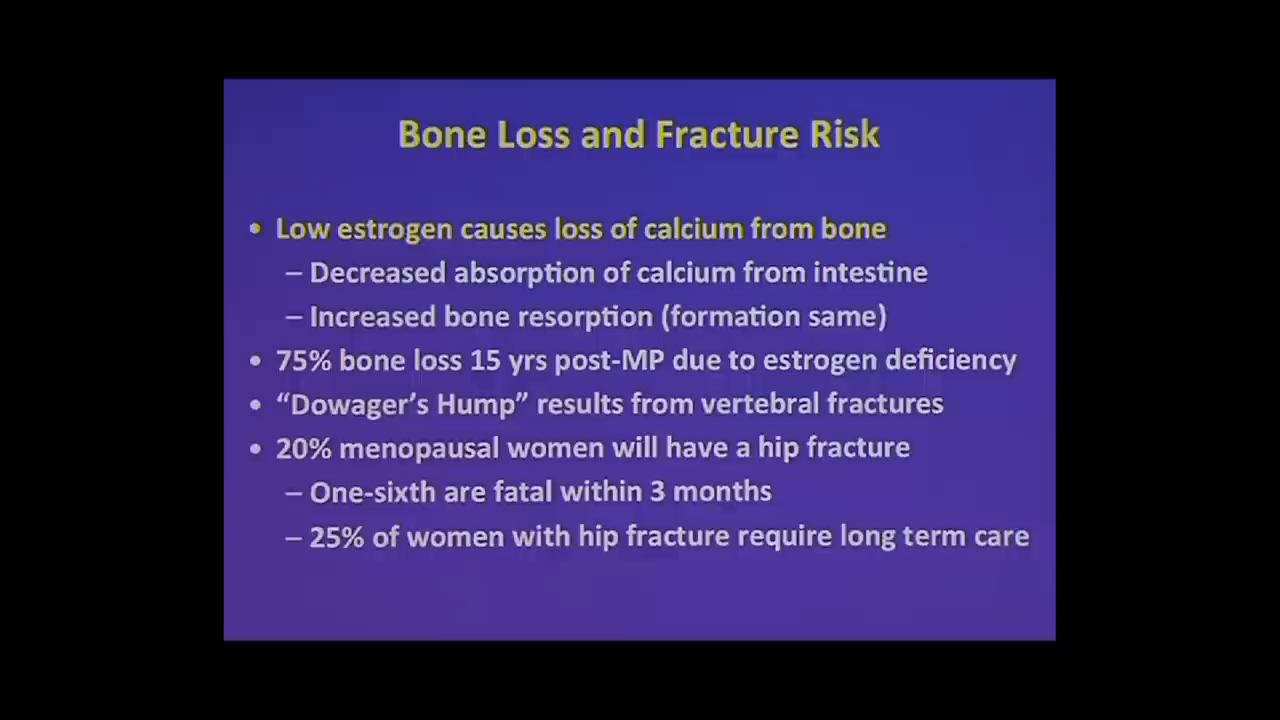 Bone Loss and Fracture Risk
• Low estrogen causes loss of calcium from bone
– Decreased absorption of calcium from intestine
– Increased bone resorption (formation same)
• 75% bone loss 15 yrs post-MP due to estrogen deficiency
• “Dowager’s Hump” results from vertebral fractures
• 20% menopausal women will have a hip fracture
– One-sixth are fatal within 3 months
– 25% of women with hip fracture require long term care